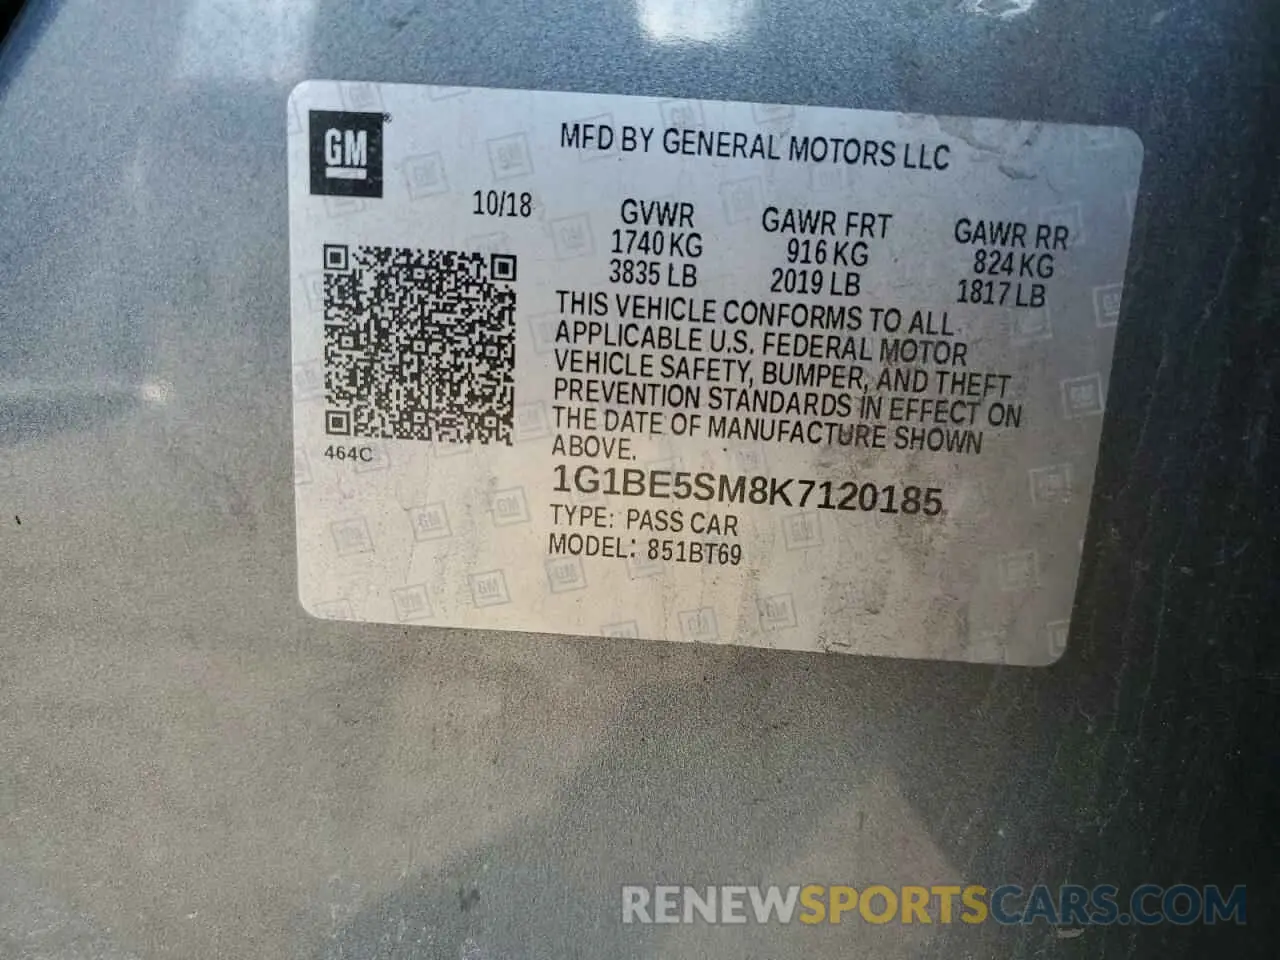 GM®
MFD BY GENERAL MOTORS LLC
10/18
GVWR GAWR FRT GAWR RR
1740 KG 916 KG 824 KG
3835 LB 2019 LB 1817 LB
THIS VEHICLE CONFORMS TO ALL
APPLICABLE U.S. FEDERAL MOTOR
VEHICLE SAFETY, BUMPER, AND THEFT
PREVENTION STANDARDS IN EFFECT ON
THE DATE OF MANUFACTURE SHOWN
ABOVE.
464C
1G1BE5SM8K7120185
TYPE: PASS CAR
MODEL: 851BT69
RENEWSPORTSCARS.COM